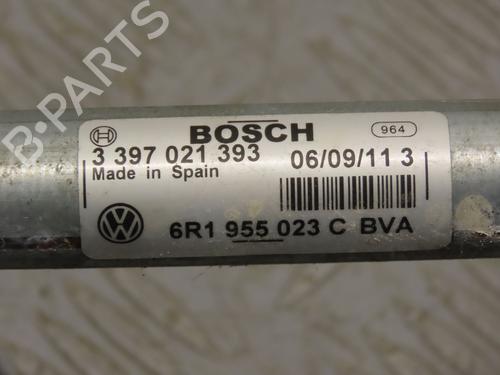 B-PARTS
BOSCH
964
3 397 021 393
06/09/11 3
Made in Spain
6R1 955 023 C BVA